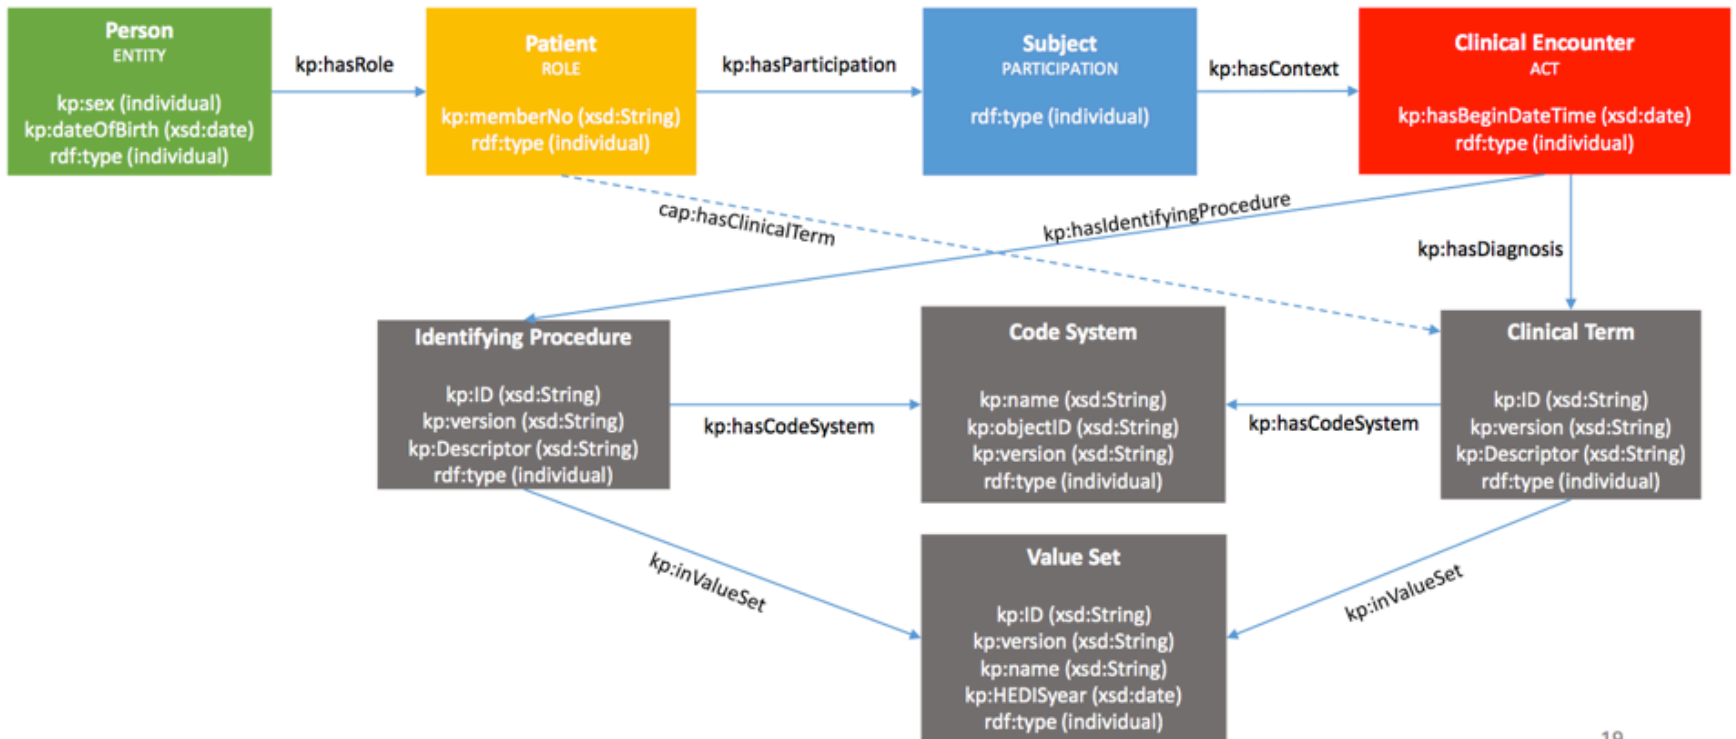 Person
ENTITY
kp:sex (individual)
kp:dateOfBirth (xsd:date)
rdf:type (individual)
kp:hasRole
Patient
ROLE
kp:memberNo (xsd:String)
rdf:type (individual)
kp:hasParticipation
Subject
PARTICIPATION
rdf:type (individual)
kp:hasContext
Clinical Encounter
ACT
kp:hasBeginDateTime (xsd:date)
rdf:type (individual)
cap:hasClinicalTerm
kp:hasIdentifyingProcedure
kp:hasDiagnosis
Identifying Procedure
kp:ID (xsd:String)
kp:version (xsd:String)
kp:Descriptor (xsd:String)
rdf:type (individual)
kp:hasCodeSystem
Code System
kp:name (xsd:String)
kp:objectID (xsd:String)
kp:version (xsd:String)
rdf:type (individual)
kp:hasCodeSystem
Clinical Term
kp:ID (xsd:String)
kp:version (xsd:String)
kp:Descriptor (xsd:String)
rdf:type (individual)
kp:inValueSet
Value Set
kp:ID (xsd:String)
kp:version (xsd:String)
kp:name (xsd:String)
kp:HEDISyear (xsd:date)
rdf:type (individual)
kp:inValueSet